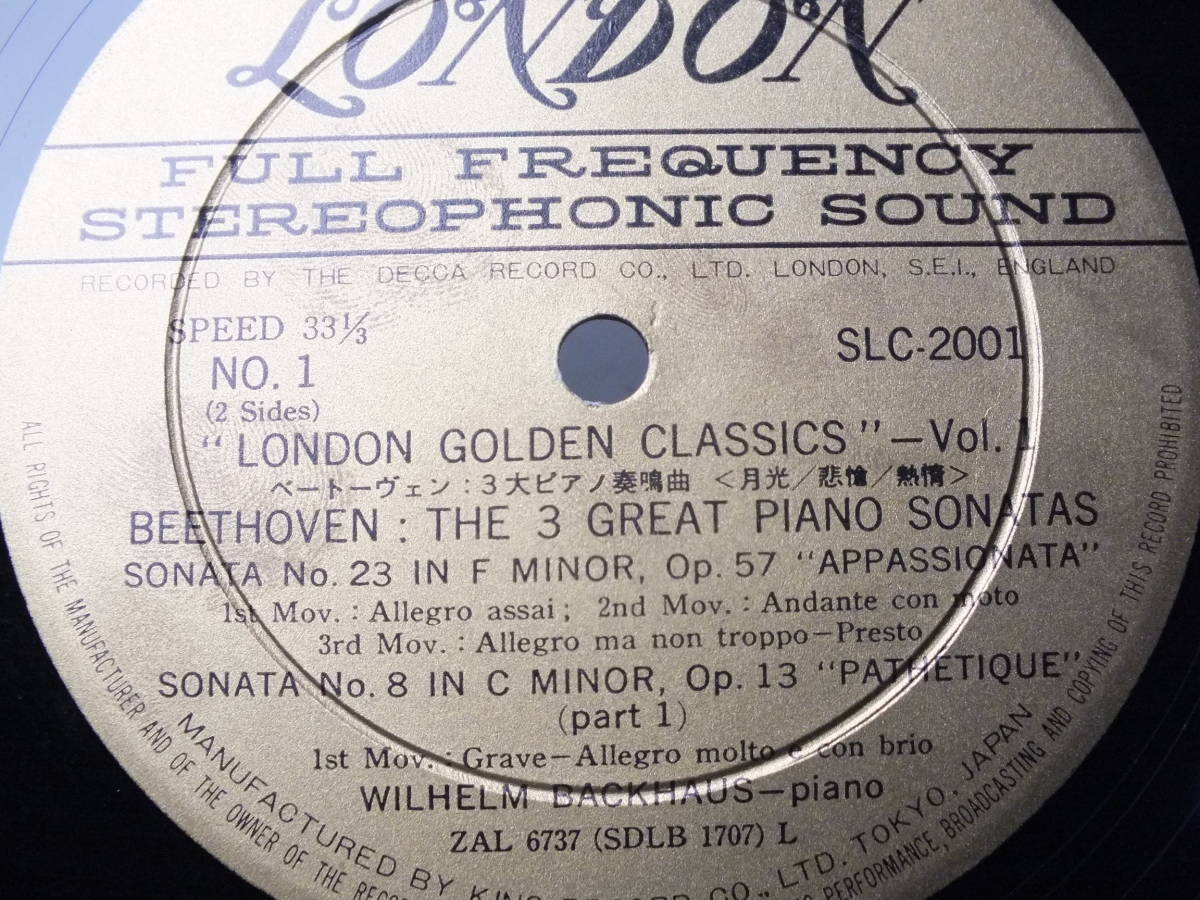 LONDON
FULL FREQUENCY
STEREOPHONIC SOUND
RECORDED BY THE DECCA RECORD CO., LTD. LONDON, S.E.I., ENGLAND
SPEED 33⅓
NO. 1
(2 Sides)
SLC-2001
"LONDON GOLDEN CLASSICS" — Vol. 1
ベートーヴェン : 3大ピアノ奏鳴曲 <月光/悲愴/熱情>
BEETHOVEN : THE 3 GREAT PIANO SONATAS
SONATA No. 23 IN F MINOR, Op. 57 "APPASSIONATA"
1st Mov. : Allegro assai ; 2nd Mov. : Andante con moto
3rd Mov. : Allegro ma non troppo—Presto
SONATA No. 8 IN C MINOR, Op. 13 "PATHETIQUE"
(part 1)
1st Mov. : Grave—Allegro molto e con brio
WILHELM BACKHAUS—piano
ZAL 6737 (SDLB 1707) L
MANUFACTURED BY KING RECORD CO., LTD. TOKYO, JAPAN
ALL RIGHTS OF THE MANUFACTURER AND OF THE OWNER OF THE RECOR
PERFORMANCE, BROADCASTING AND COPYING OF THIS RECORD PROHIBITED